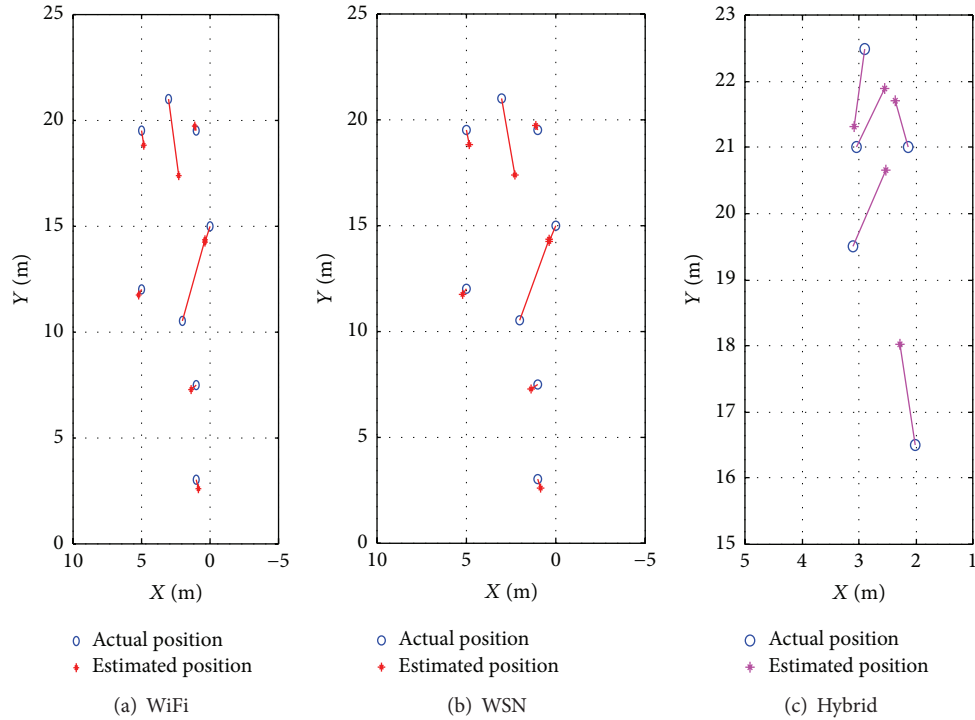 25
20
15
10
5
0
Y (m)
10 5 0 −5
X (m)
Actual position
Estimated position
(a) WiFi
25
20
15
10
5
0
Y (m)
10 5 0 −5
X (m)
Actual position
Estimated position
(b) WSN
23
22
21
20
19
18
17
16
15
Y (m)
5 4 3 2 1
X (m)
Actual position
Estimated position
(c) Hybrid